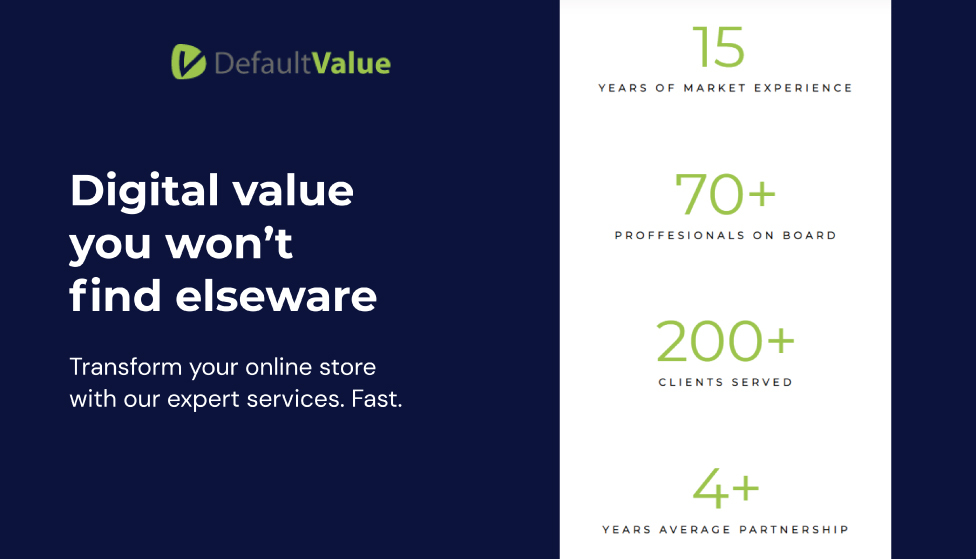 DefaultValue
Digital value
you won’t
find elseware
Transform your online store
with our expert services. Fast.
15
YEARS OF MARKET EXPERIENCE
70+
PROFFESIONALS ON BOARD
200+
CLIENTS SERVED
4+
YEARS AVERAGE PARTNERSHIP